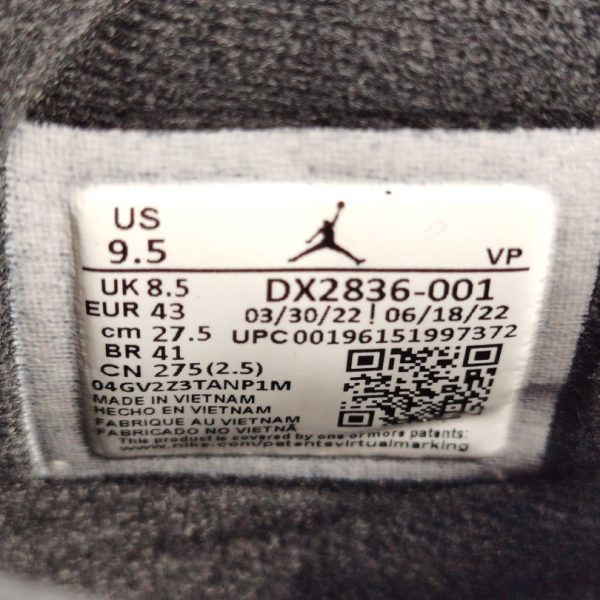 US
9.5
VP
UK 8.5
EUR 43
cm 27.5
BR 41
CN 275(2.5)
DX2836-001
03/30/22 | 06/18/22
UPC 00196151997372
04GV2Z3TANP1M
MADE IN VIETNAM
HECHO EN VIETNAM
FABRIQUE AU VIETNAM
FABRICADO NO VIETNÃ
This product is covered by one or more patents:
www.nike.com/patentsvirtualmarking